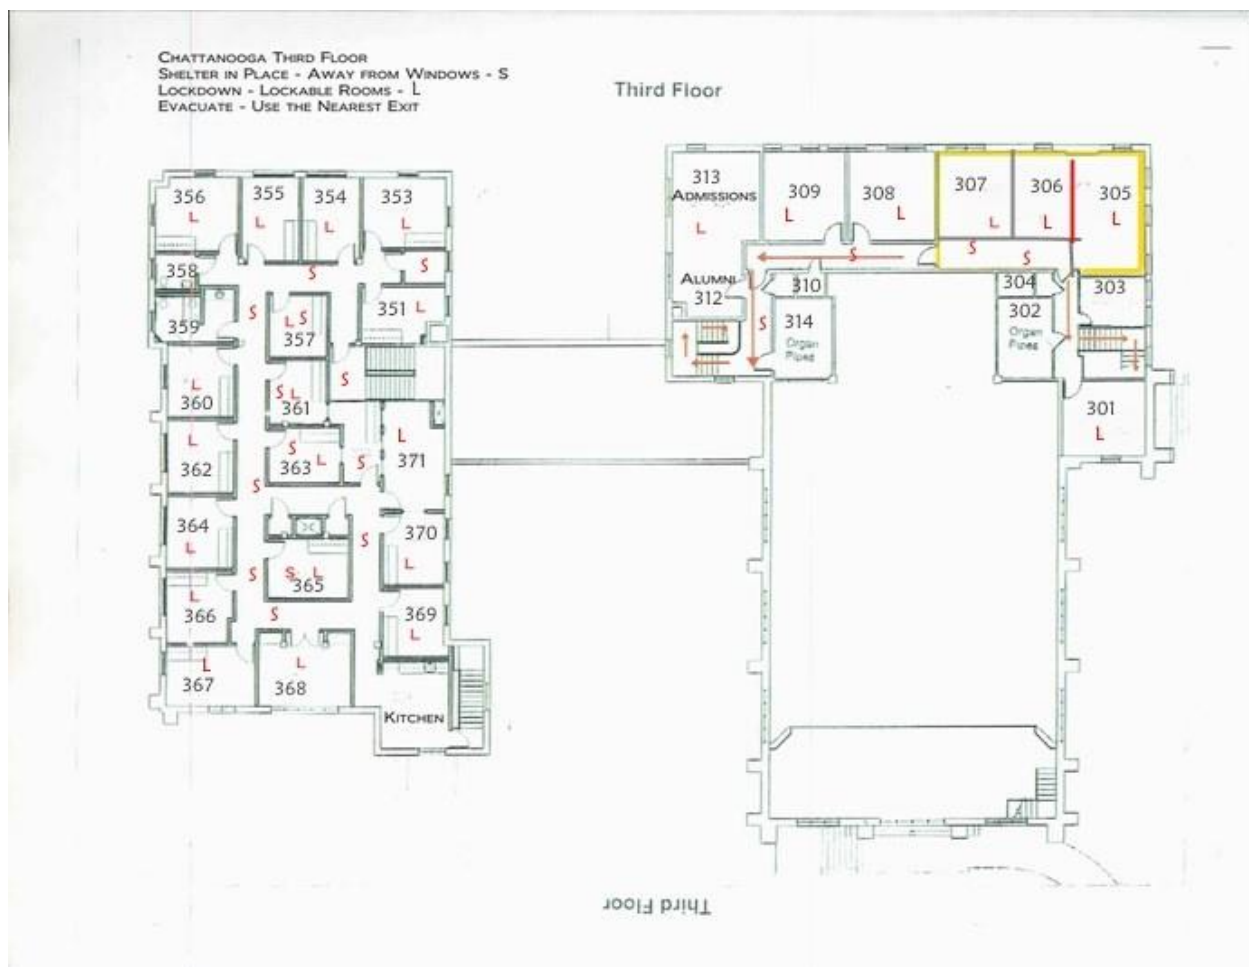 CHATTANOOGA THIRD FLOOR
SHELTER IN PLACE - AWAY FROM WINDOWS - S
LOCKDOWN - LOCKABLE ROOMS - L
EVACUATE - USE THE NEAREST EXIT
Third Floor
356
L
355
L
354
L
353
L
358
S
S
359
S
L S
357
351
L
S
L
360
S L
361
L
362
S
L
363
L
371
S
S
364
L
370
L
S
S
S L
365
L
366
S
369
L
L
367
L
368
KITCHEN
313
ADMISSIONS
L
309
L
308
L
307
L
306
L
305
L
S
S
S
ALUMNI
312
310
S
314
Organ
Pipes
304
303
302
Organ
Pipes
301
L
Third Floor